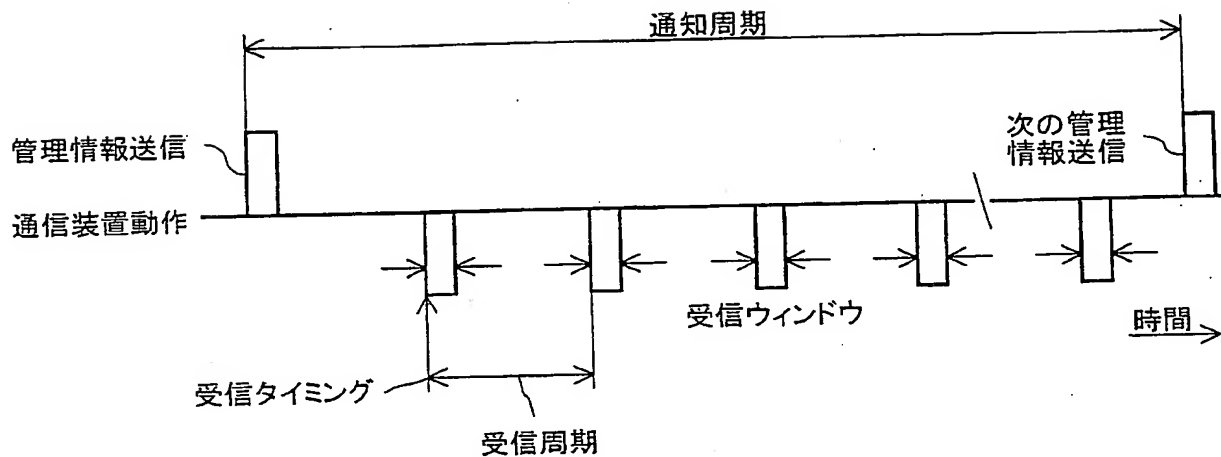 通知周期
管理情報送信
次の管理
情報送信
通信装置動作
受信ウィンドウ
時間
受信タイミング
受信周期